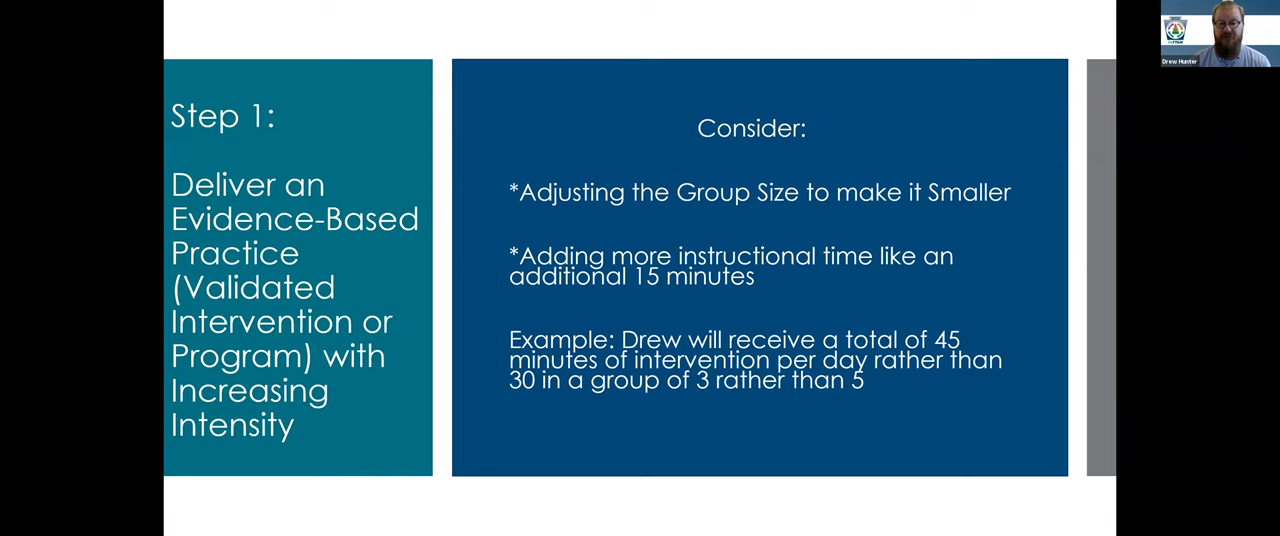 Step 1:
Deliver an
Evidence-Based
Practice
(Validated
Intervention or
Program) with
Increasing
Intensity
Consider:
*Adjusting the Group Size to make it Smaller
*Adding more instructional time like an
additional 15 minutes
Example: Drew will receive a total of 45
minutes of intervention per day rather than
30 in a group of 3 rather than 5
Drew Hunter